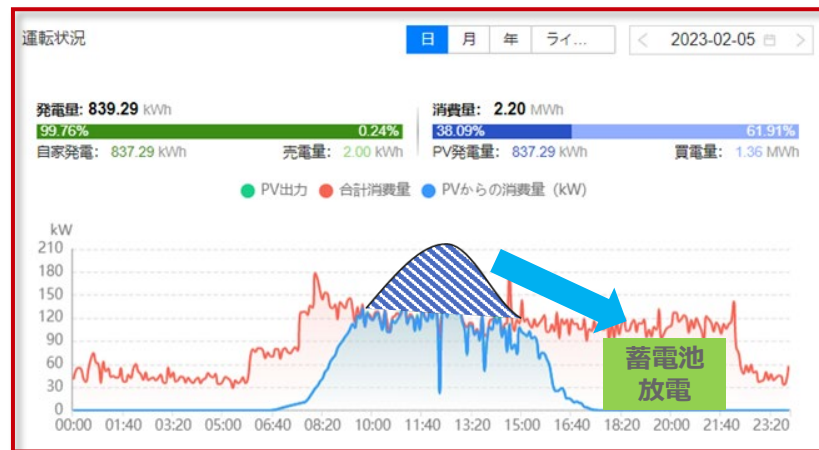 運転状況
日 月 年 ライ... 2023-02-05
発電量: 839.29 kWh
消費量: 2.20 MWh
99.76% 0.24%
38.09% 61.91%
自家発電: 837.29 kWh 売電量: 2.00 kWh
PV発電量: 837.29 kWh 買電量: 1.36 MWh
PV出力 合計消費量 PVからの消費量 (kW)
kW
210
180
150
120
90
60
30
0
蓄電池
放電
00:00 01:40 03:20 05:00 06:40 08:20 10:00 11:40 13:20 15:00 16:40 18:20 20:00 21:40 23:20